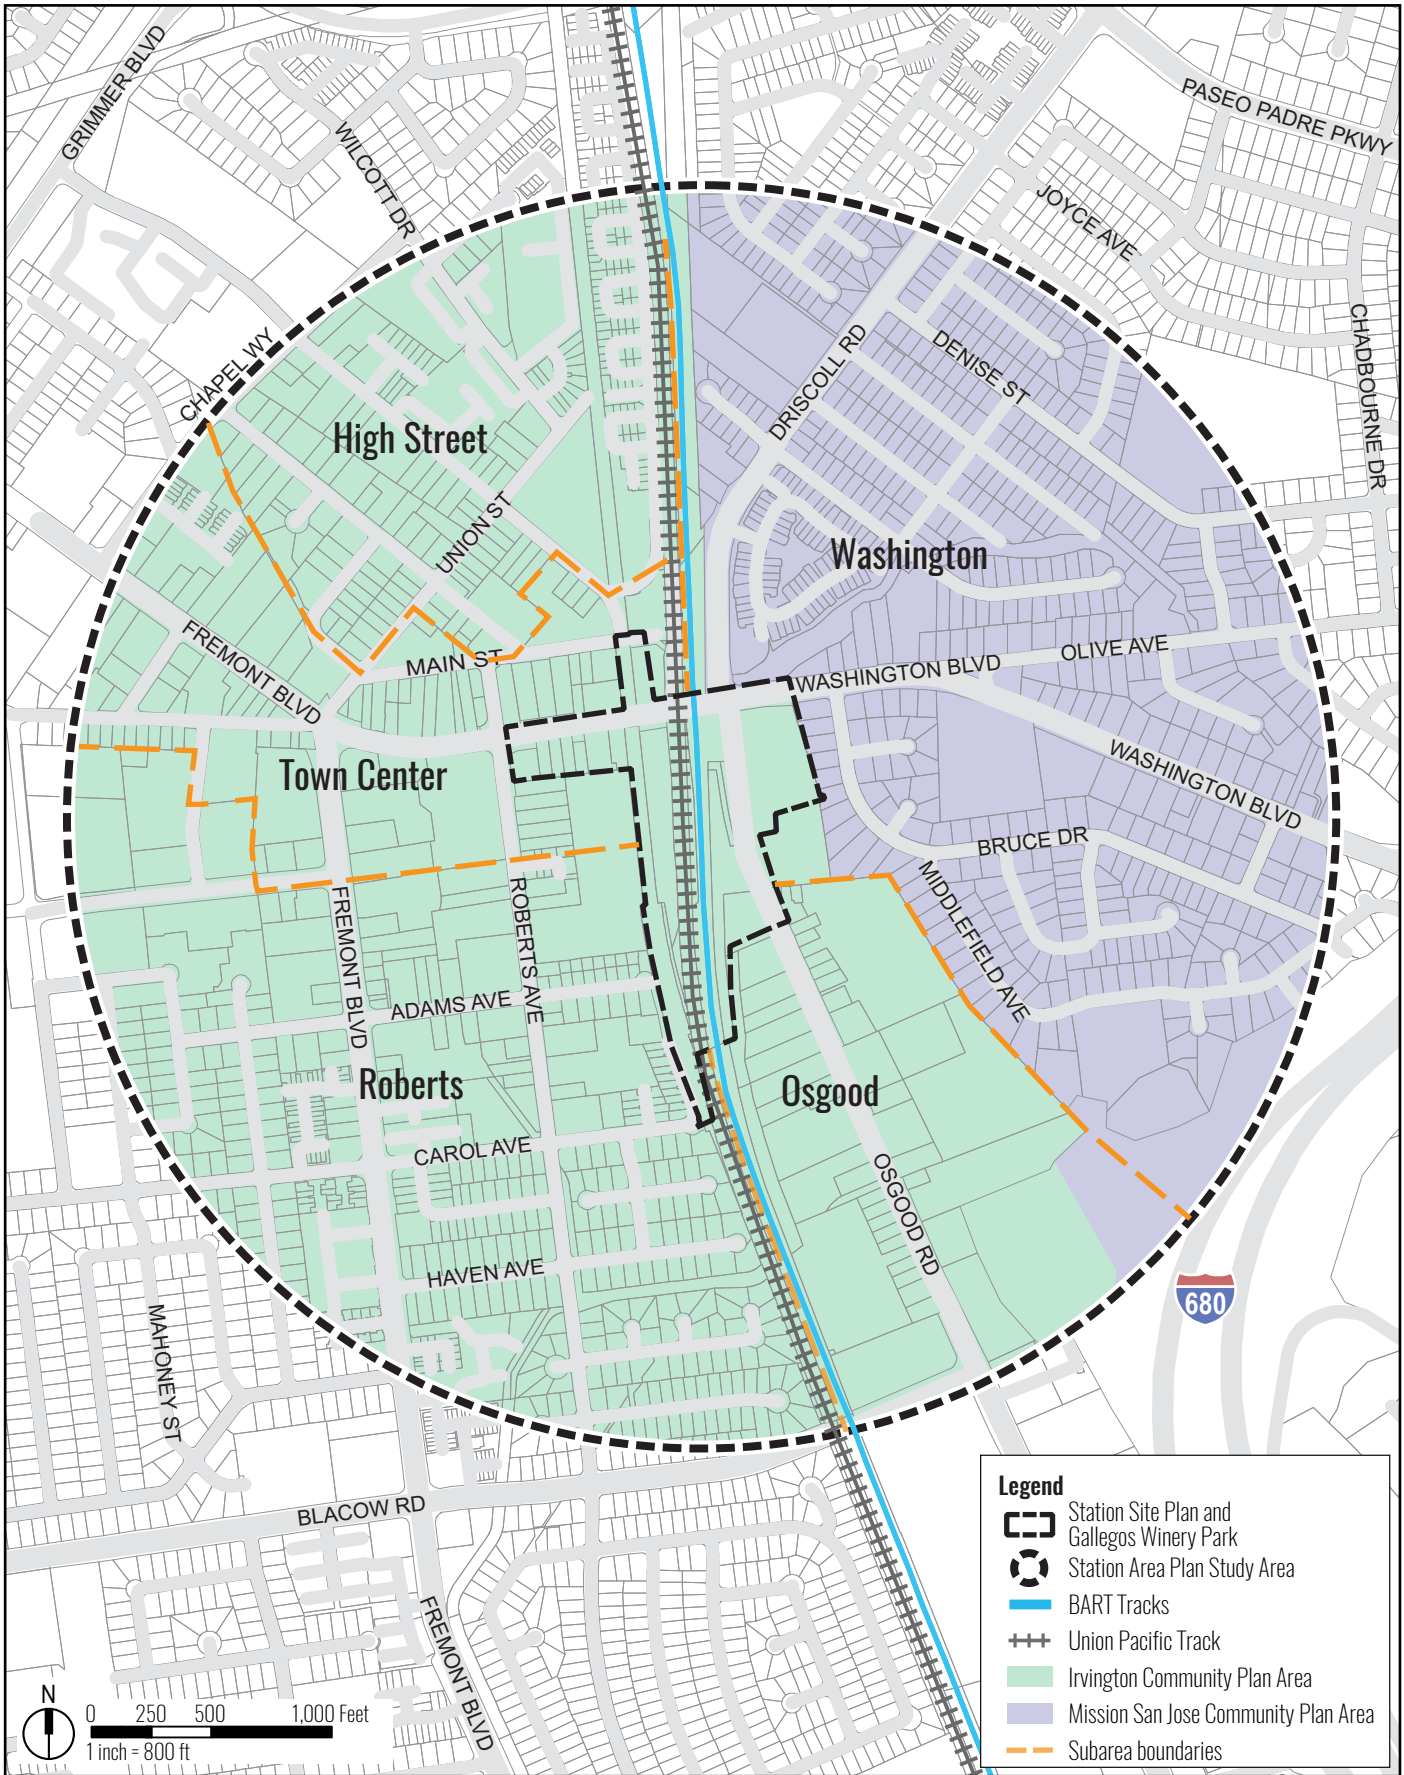 GRIMMER BLVD
WILCOTT DR
PASEO PADRE PKWY
JOYCE AVE
CHADBOURNE DR
CHAPEL WY
DRISCOLL RD
DENISE ST
High Street
UNION ST
Washington
FREMONT BLVD
MAIN ST
WASHINGTON BLVD
OLIVE AVE
Town Center
WASHINGTON BLVD
BRUCE DR
MIDDLEFIELD AVE
FREMONT BLVD
ROBERTS AVE
ADAMS AVE
Roberts
Osgood
CAROL AVE
OSGOOD RD
HAVEN AVE
680
MAHONEY ST
BLACOW RD
FREMONT BLVD
Legend
Station Site Plan and
Gallegos Winery Park
Station Area Plan Study Area
BART Tracks
Union Pacific Track
Irvington Community Plan Area
Mission San Jose Community Plan Area
Subarea boundaries
N
0 250 500 1,000 Feet
1 inch = 800 ft